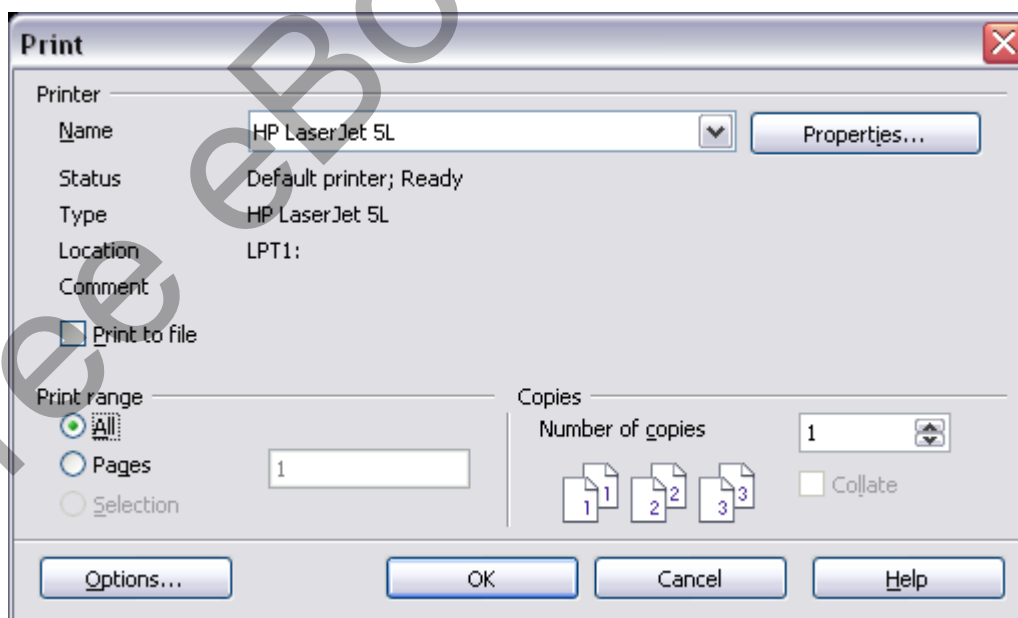 Print
Printer
Name HP LaserJet 5L Properties...
Status Default printer; Ready
Type HP LaserJet 5L
Location LPT1:
Comment
Print to file
Print range Copies
All Number of copies 1
Pages 1
1 1 2 2 3 3 Collate
Selection
Options... OK Cancel Help